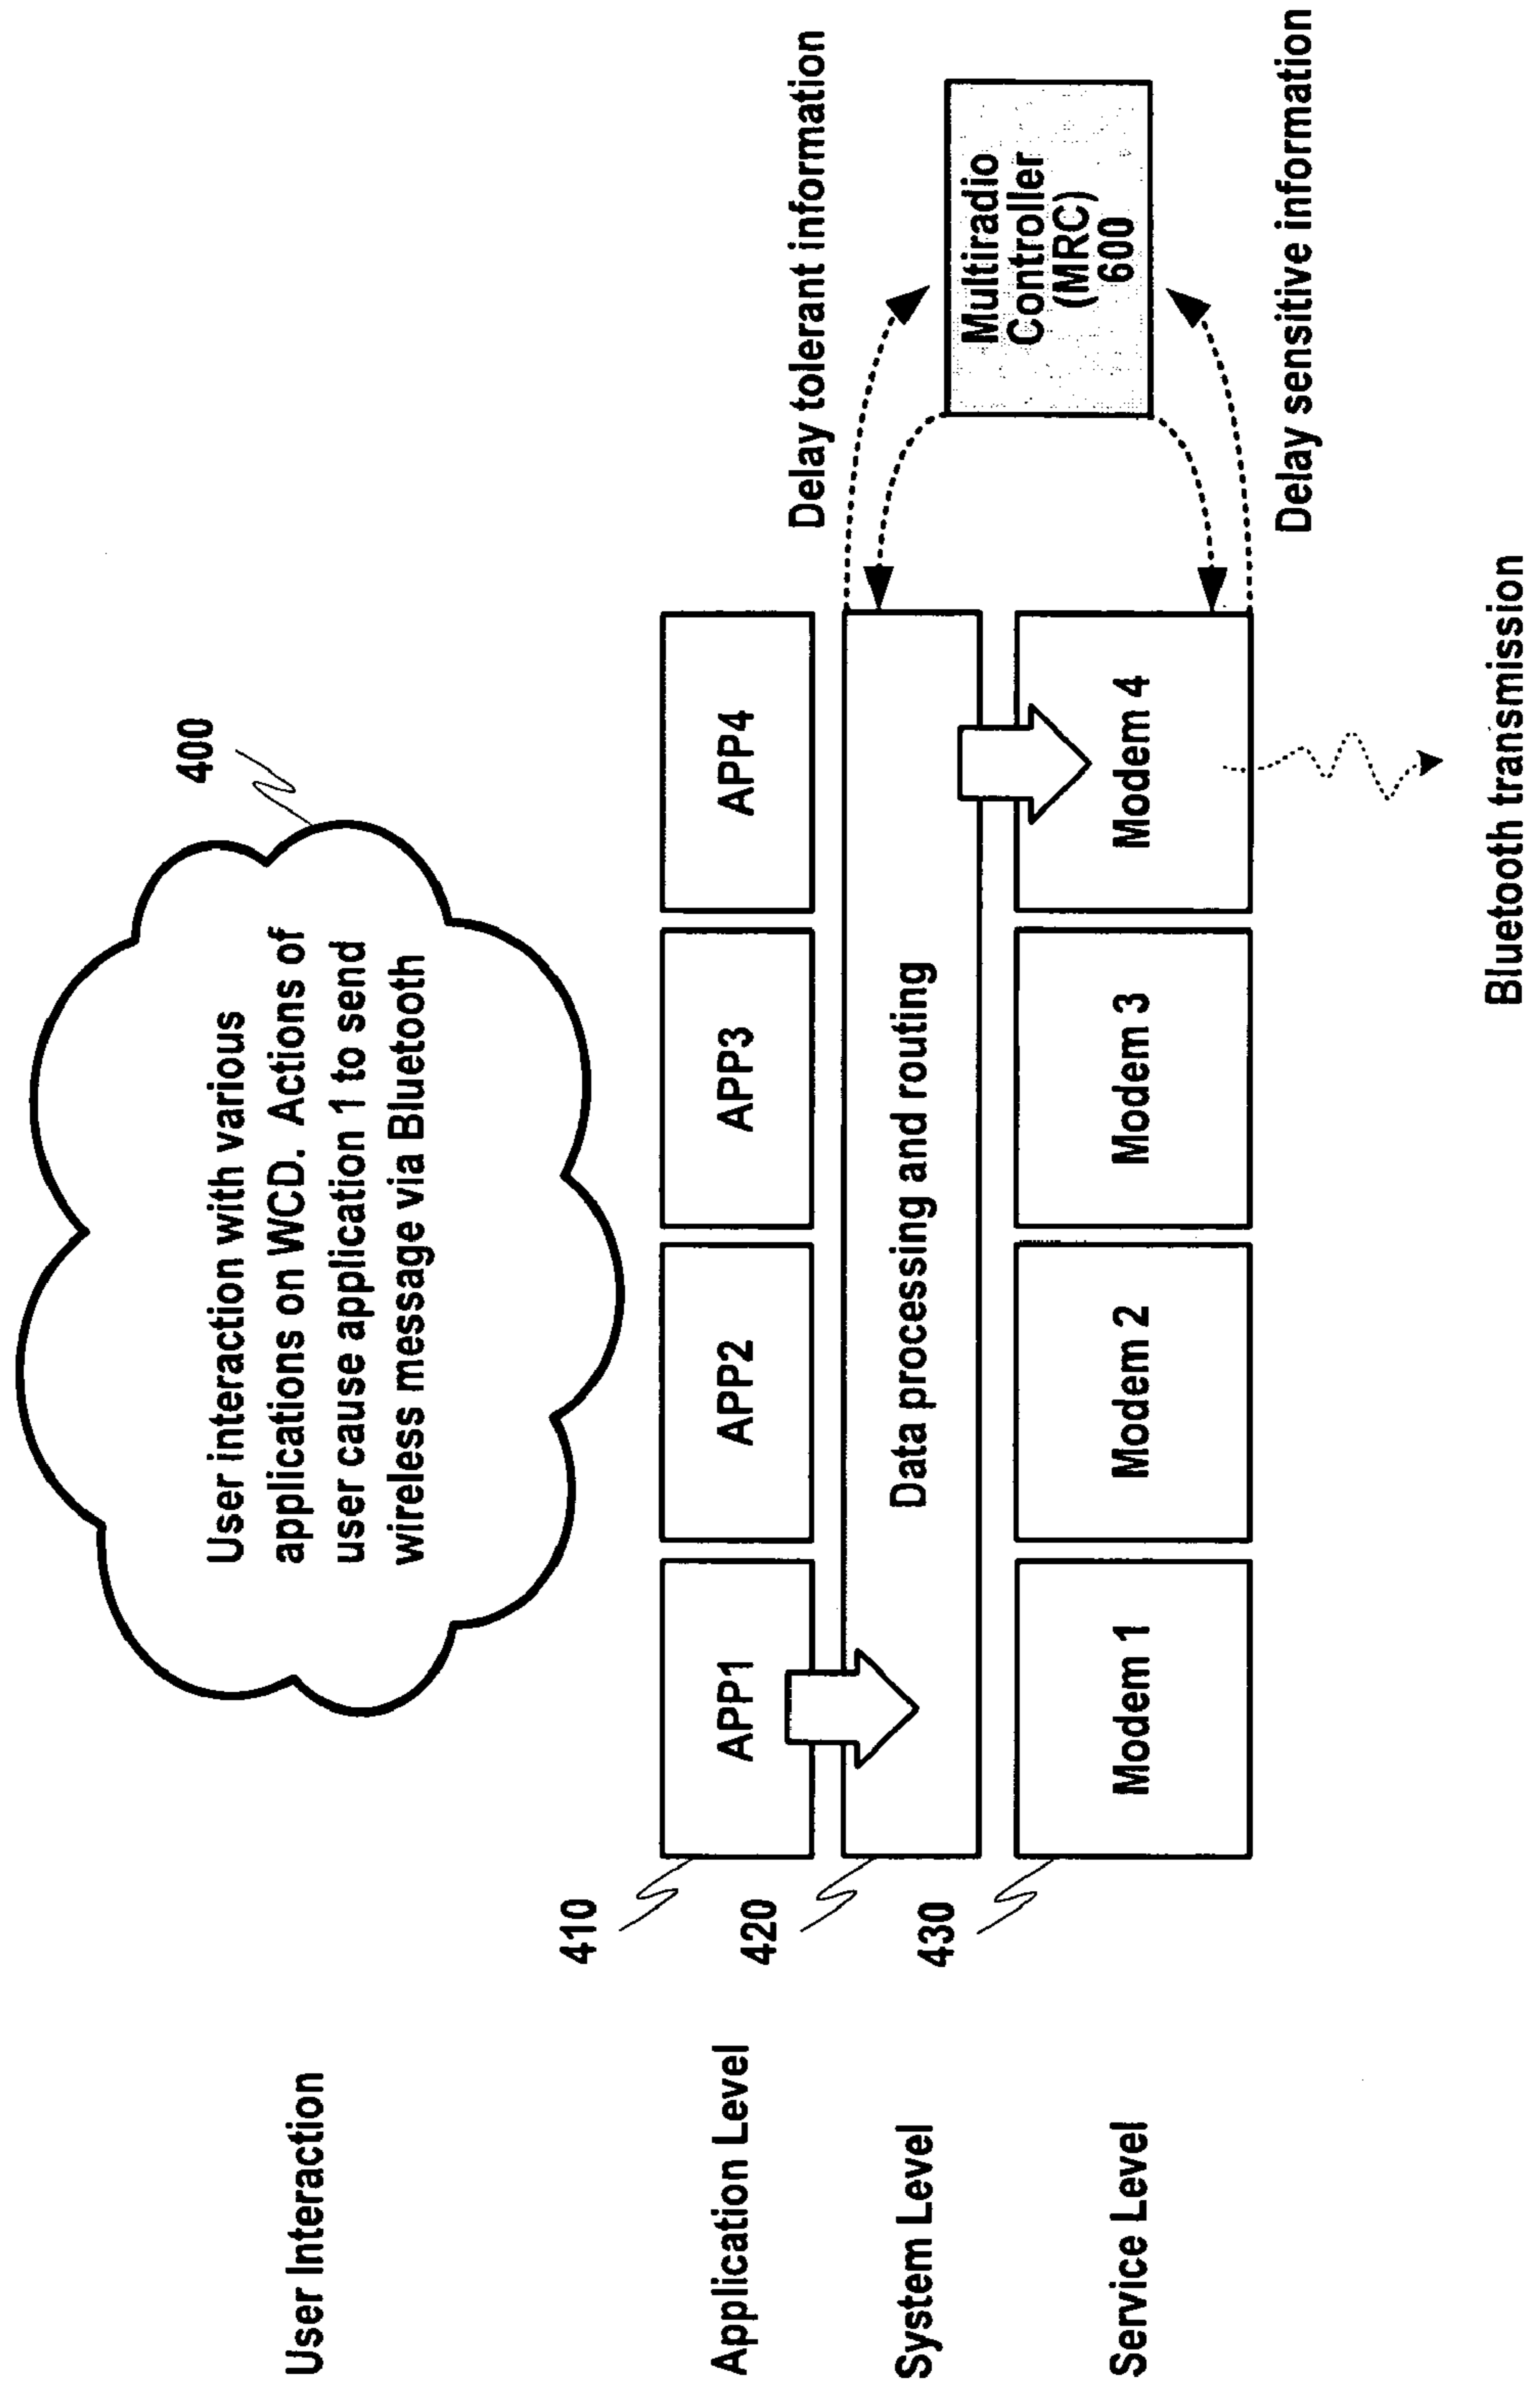 User Interaction
400
User interaction with various
applications on WCD. Actions of
user cause application 1 to send
wireless message via Bluetooth
Application Level
410
APP1
APP2
APP3
APP4
System Level
420
Data processing and routing
Delay tolerant information
Multiradio
Controller
(MRC)
600
Service Level
430
Modem 1
Modem 2
Modem 3
Modem 4
Delay sensitive information
Bluetooth transmission